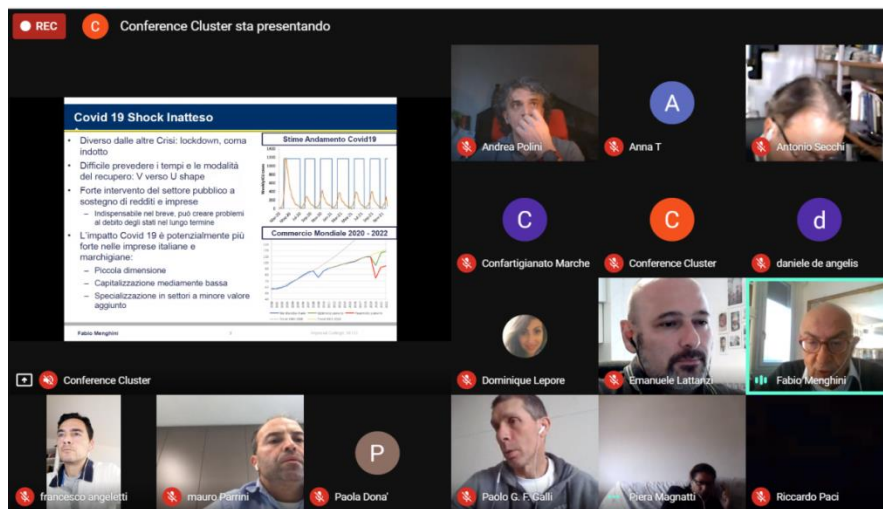 REC
C
Conference Cluster sta presentando
Covid 19 Shock Inatteso
• Diverso dalle altre Crisi: lockdown, coma
indotto
• Difficile prevedere i tempi e le modalità
del recupero: V verso U shape
• Forte intervento del settore pubblico a
sostegno di redditi e imprese
– Indispensabile nel breve, può creare problemi
al debito degli stati nel lungo termine
• L'impatto Covid 19 è potenzialmente più
forte nelle imprese italiane e
marchigiane:
– Piccola dimensione
– Capitalizzazione mediamente bassa
– Specializzazione in settori a minore valore
aggiunto
Stime Andamento Covid19
Commercio Mondiale 2020 - 2022
Fabio Menghini
Conference Cluster
Andrea Polini
A
Anna T
Antonio Secchi
C
Confartigianato Marche
C
Conference Cluster
d
daniele de angelis
Dominique Lepore
Emanuele Lattanzi
Fabio Menghini
francesco angeletti
mauro Parrini
P
Paola Dona'
Paolo G. F. Galli
Piera Magnatti
Riccardo Paci